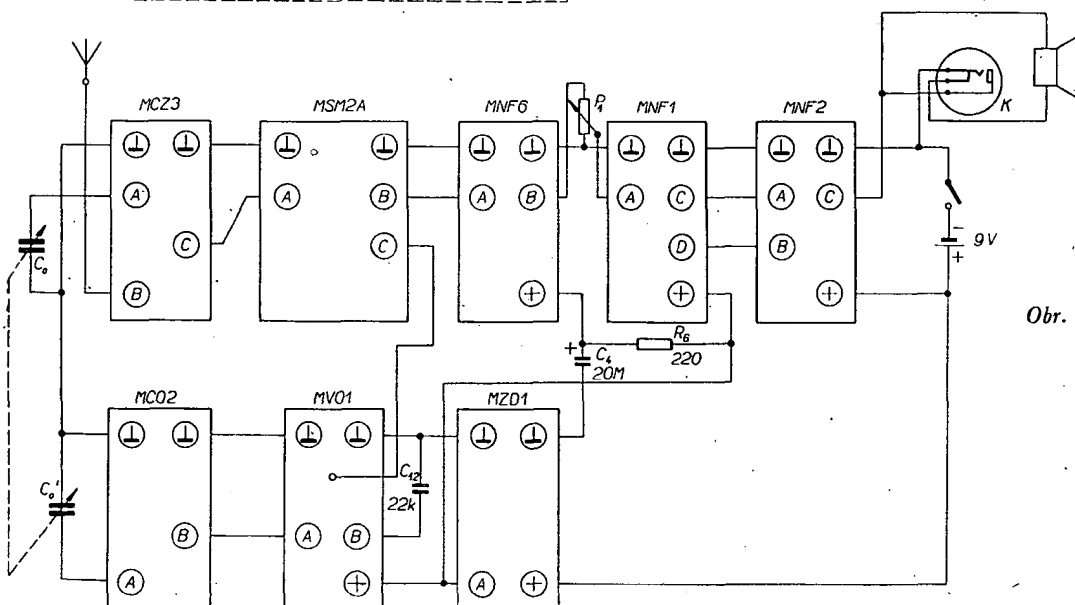 MCZ3
MSM2A
MNF6
P1
MNF1
MNF2
K
⊥ ⊥
A
C
B
⊥ ⊥
A B
C
⊥ ⊥
A B
+
⊥ ⊥
A C
D
+
⊥ ⊥
A C
B
+
C₀
9V
- +
Obr.
+ C4
20M
R6
220
MCO2
MVO1
MZD1
C₀'
⊥ ⊥
B
A
⊥ ⊥
A B
+
C12
22k
⊥ ⊥
A +